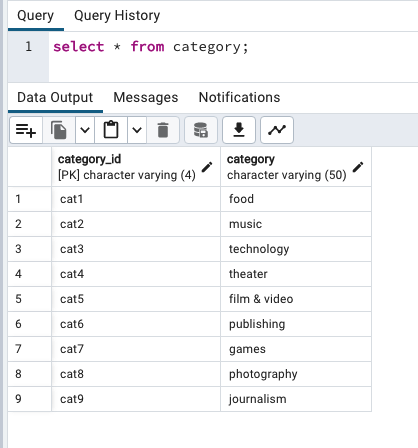 Query Query History
1 select * from category;
Data Output Messages Notifications
category_id category
[PK] character varying (4) character varying (50)
1 cat1 food
2 cat2 music
3 cat3 technology
4 cat4 theater
5 cat5 film & video
6 cat6 publishing
7 cat7 games
8 cat8 photography
9 cat9 journalism